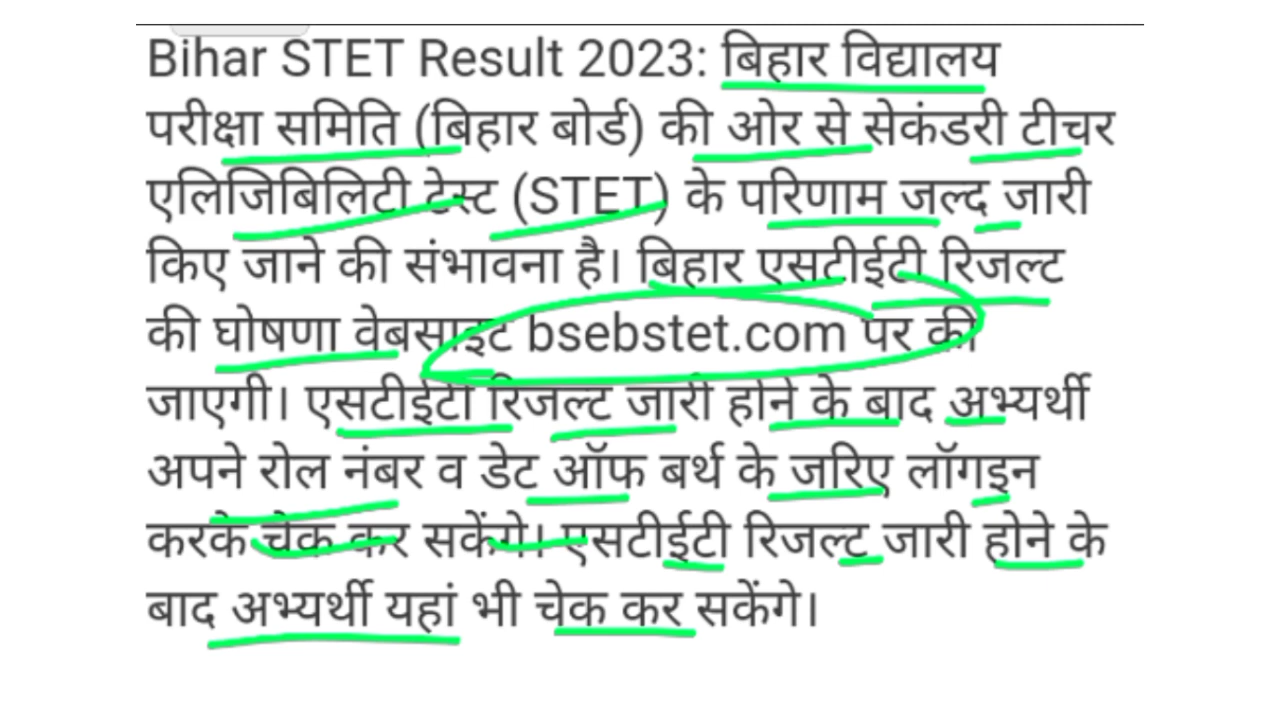 Bihar STET Result 2023: बिहार विद्यालय
परीक्षा समिति (बिहार बोर्ड) की ओर से सेकंडरी टीचर
एलिजिबिलिटी टेस्ट (STET) के परिणाम जल्द जारी
किए जाने की संभावना है। बिहार एसटीईटी रिजल्ट
की घोषणा वेबसाइट bsebstet.com पर की
जाएगी। एसटीईटी रिजल्ट जारी होने के बाद अभ्यर्थी
अपने रोल नंबर व डेट ऑफ बर्थ के जरिए लॉगइन
करके चेक कर सकेंगे। एसटीईटी रिजल्ट जारी होने के
बाद अभ्यर्थी यहां भी चेक कर सकेंगे।